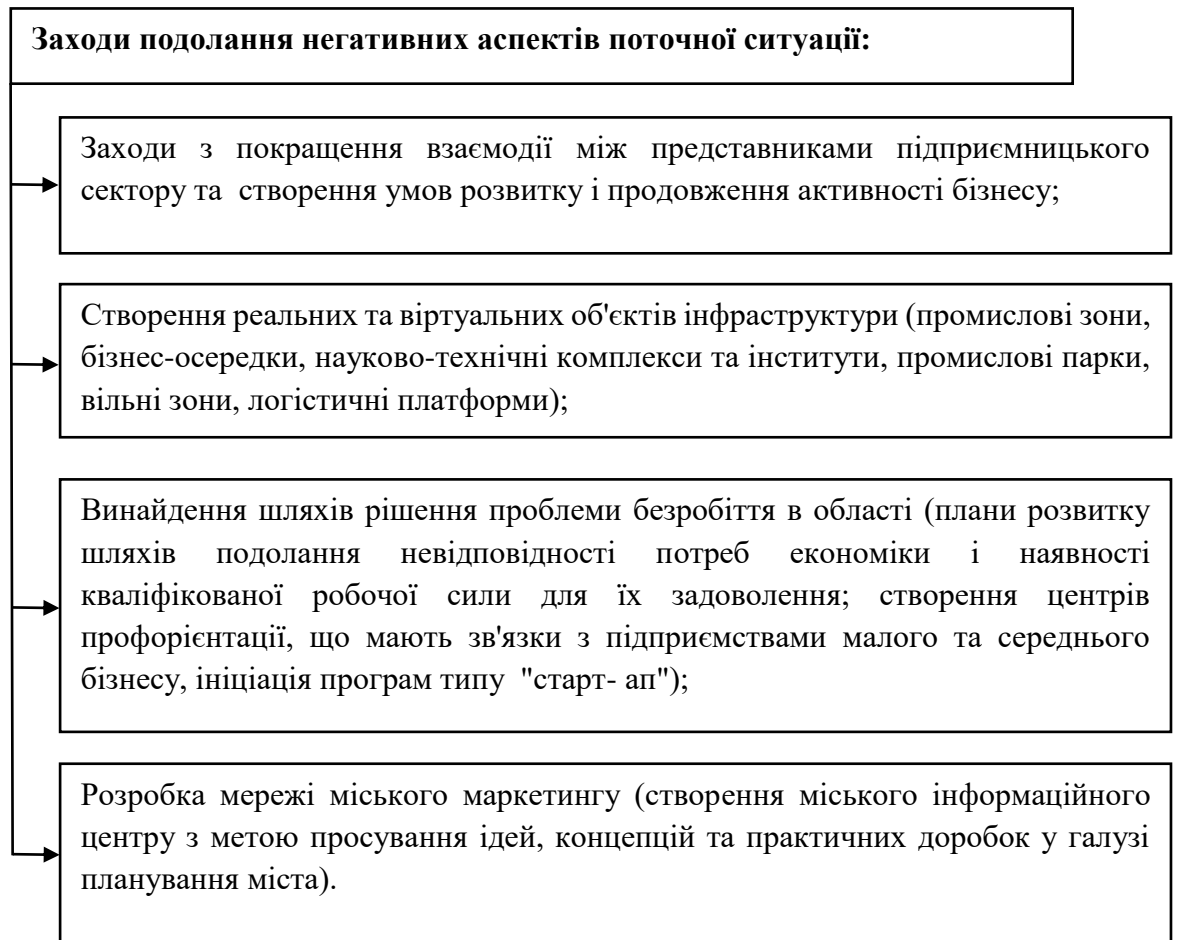 Заходи подолання негативних аспектів поточної ситуації:
Заходи з покращення взаємодії між представниками підприємницького
сектору та створення умов розвитку і продовження активності бізнесу;
Створення реальних та віртуальних об'єктів інфраструктури (промислові зони,
бізнес-осередки, науково-технічні комплекси та інститути, промислові парки,
вільні зони, логістичні платформи);
Винайдення шляхів рішення проблеми безробіття в області (плани розвитку
шляхів подолання невідповідності потреб економіки і наявності
кваліфікованої робочої сили для їх задоволення; створення центрів
профорієнтації, що мають зв'язки з підприємствами малого та середнього
бізнесу, ініціація програм типу "старт- ап");
Розробка мережі міського маркетингу (створення міського інформаційного
центру з метою просування ідей, концепцій та практичних доробок у галузі
планування міста).